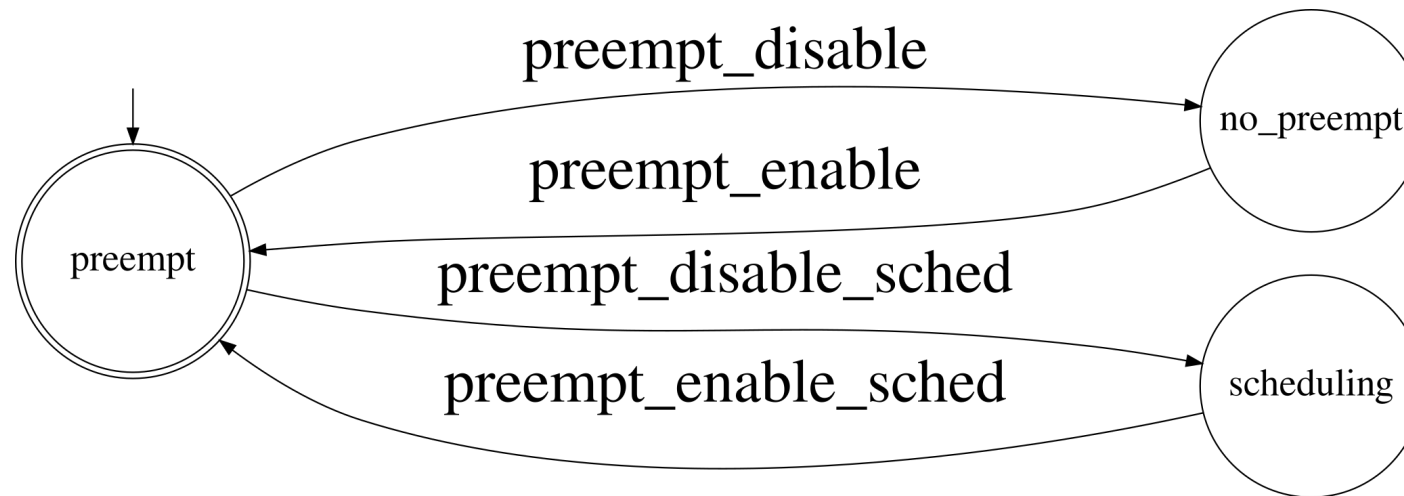 preempt_disable
no_preempt
preempt_enable
preempt
preempt_disable_sched
preempt_enable_sched
scheduling